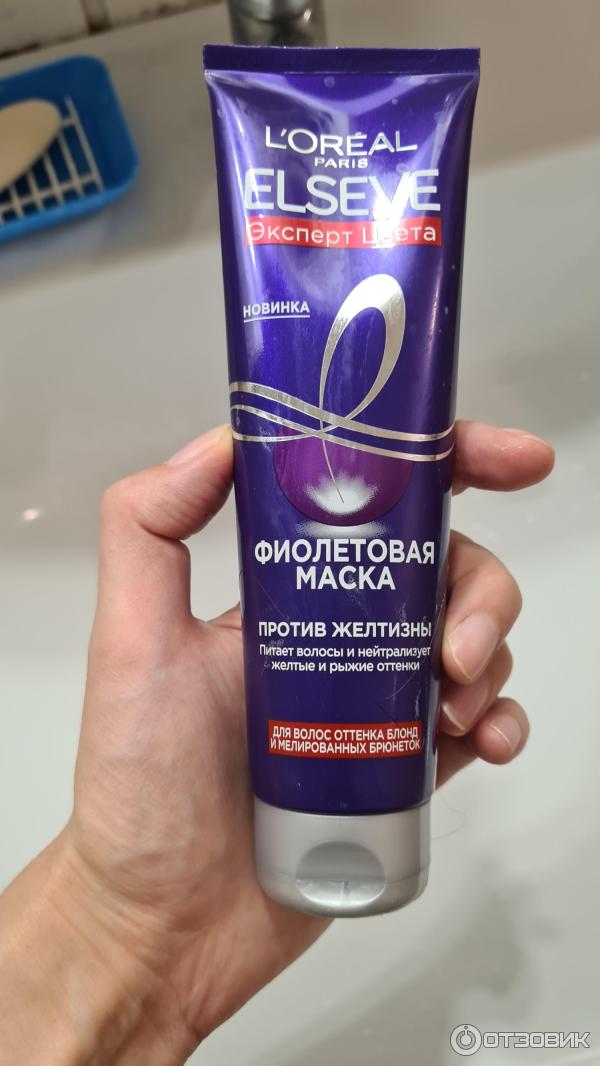 L'ORÉAL
PARIS
ELSEVE
Эксперт Цвета
НОВИНКА
ФИОЛЕТОВАЯ
МАСКА
ПРОТИВ ЖЕЛТИЗНЫ
Питает волосы и нейтрализует
желтые и рыжие оттенки
ДЛЯ ВОЛОС ОТТЕНКА БЛОНД
И МЕЛИРОВАННЫХ БРЮНЕТОК
ОТЗОВИК